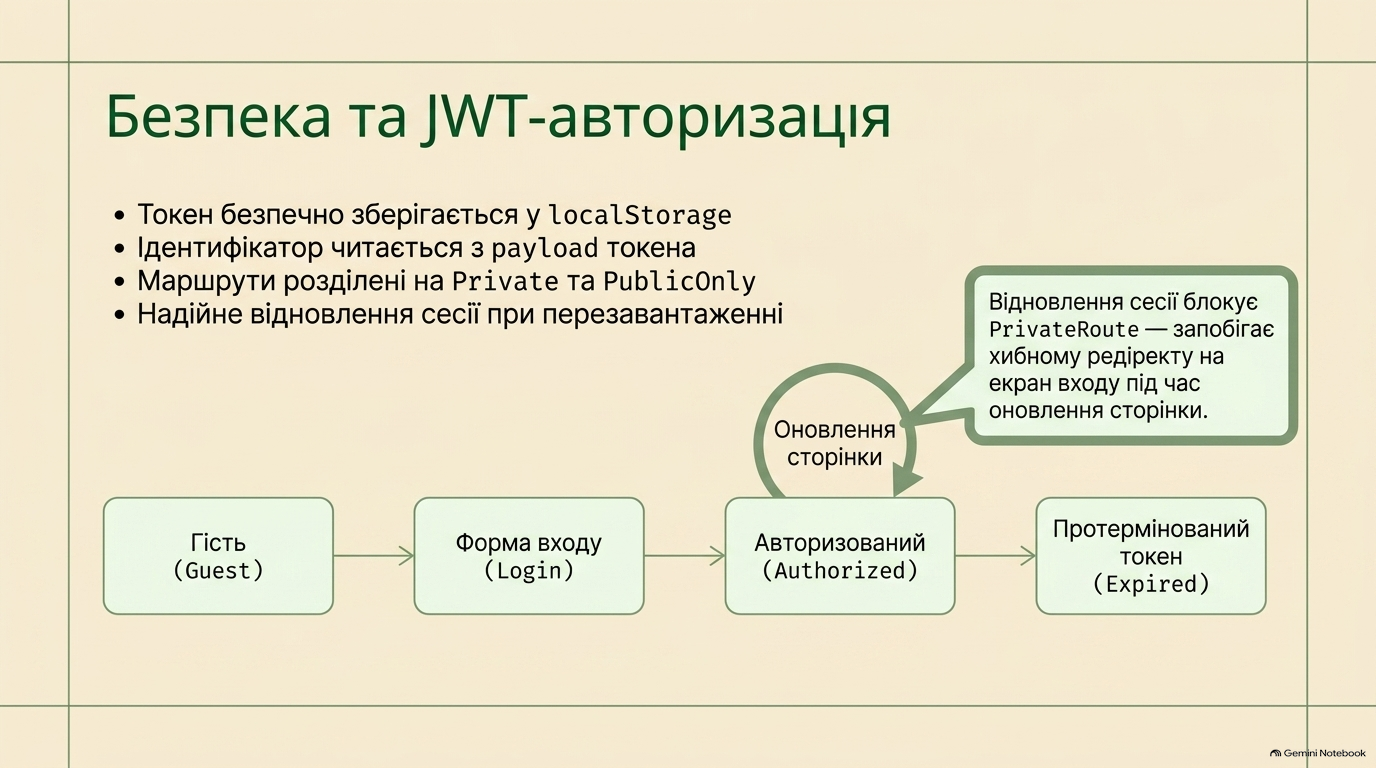 Безпека та JWT-авторизація
• Токен безпечно зберігається у localStorage
• Ідентифікатор читається з payload токена
• Маршрути розділені на Private та PublicOnly
• Надійне відновлення сесії при перезавантаженні
Відновлення сесії блокує
PrivateRoute — запобігає
хибному редіректу на
екран входу під час
оновлення сторінки.
Оновлення
сторінки
Гість
(Guest)
Форма входу
(Login)
Авторизований
(Authorized)
Протермінований
токен
(Expired)
Gemini Notebook